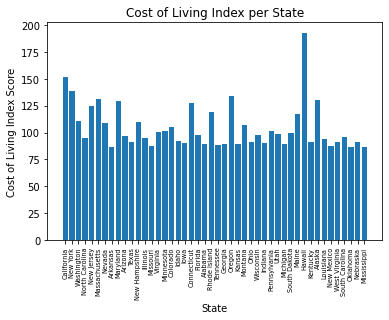 Cost of Living Index per State
Cost of Living Index Score
200
175
150
125
100
75
50
25
0
California
New York
Washington
North Carolina
New Jersey
Massachusetts
Nevada
Arkansas
Maryland
Arizona
Texas
New Hampshire
Illinois
Missouri
Virginia
Minnesota
Colorado
Idaho
Iowa
Connecticut
Florida
Alabama
Rhode Island
Tennessee
Georgia
Oregon
Kansas
Montana
Ohio
Wisconsin
Indiana
Pennsylvania
Utah
Michigan
South Dakota
Maine
Hawaii
Kentucky
Alaska
Louisiana
New Mexico
West Virginia
South Carolina
Oklahoma
Nebraska
Mississippi
State